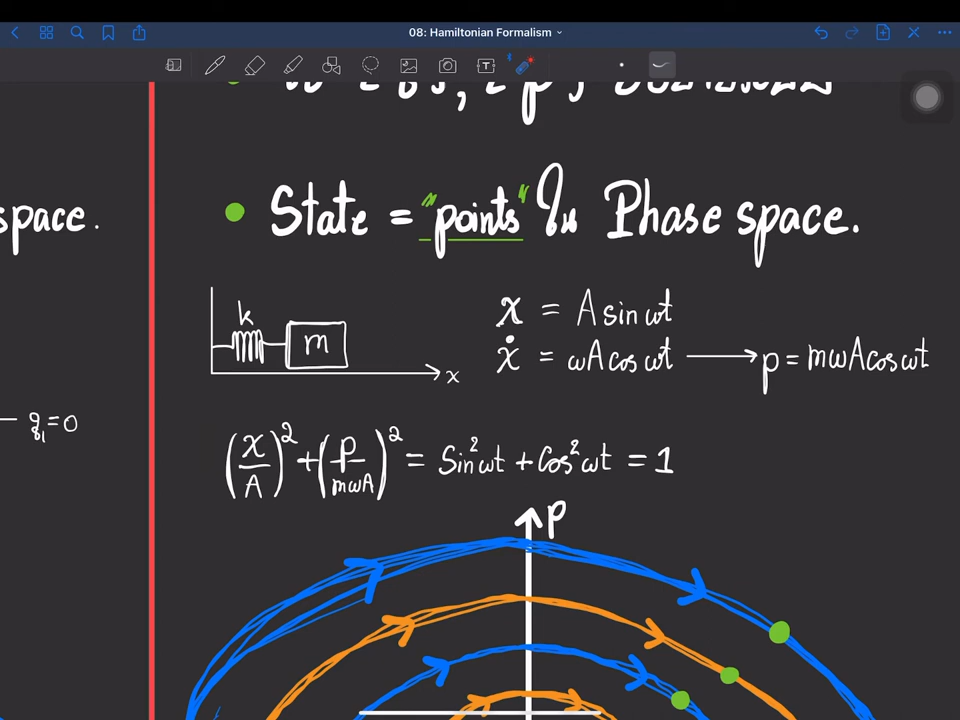 08: Hamiltonian Formalism
space.
State = "points" In Phase space.
k
m
x
x = A sin ωt
ẋ = ωA cos ωt ⟶ p = mωA cos ωt
q₁ = 0
(x/A)² + (p/mωA)² = Sin²ωt + Cos²ωt = 1
p